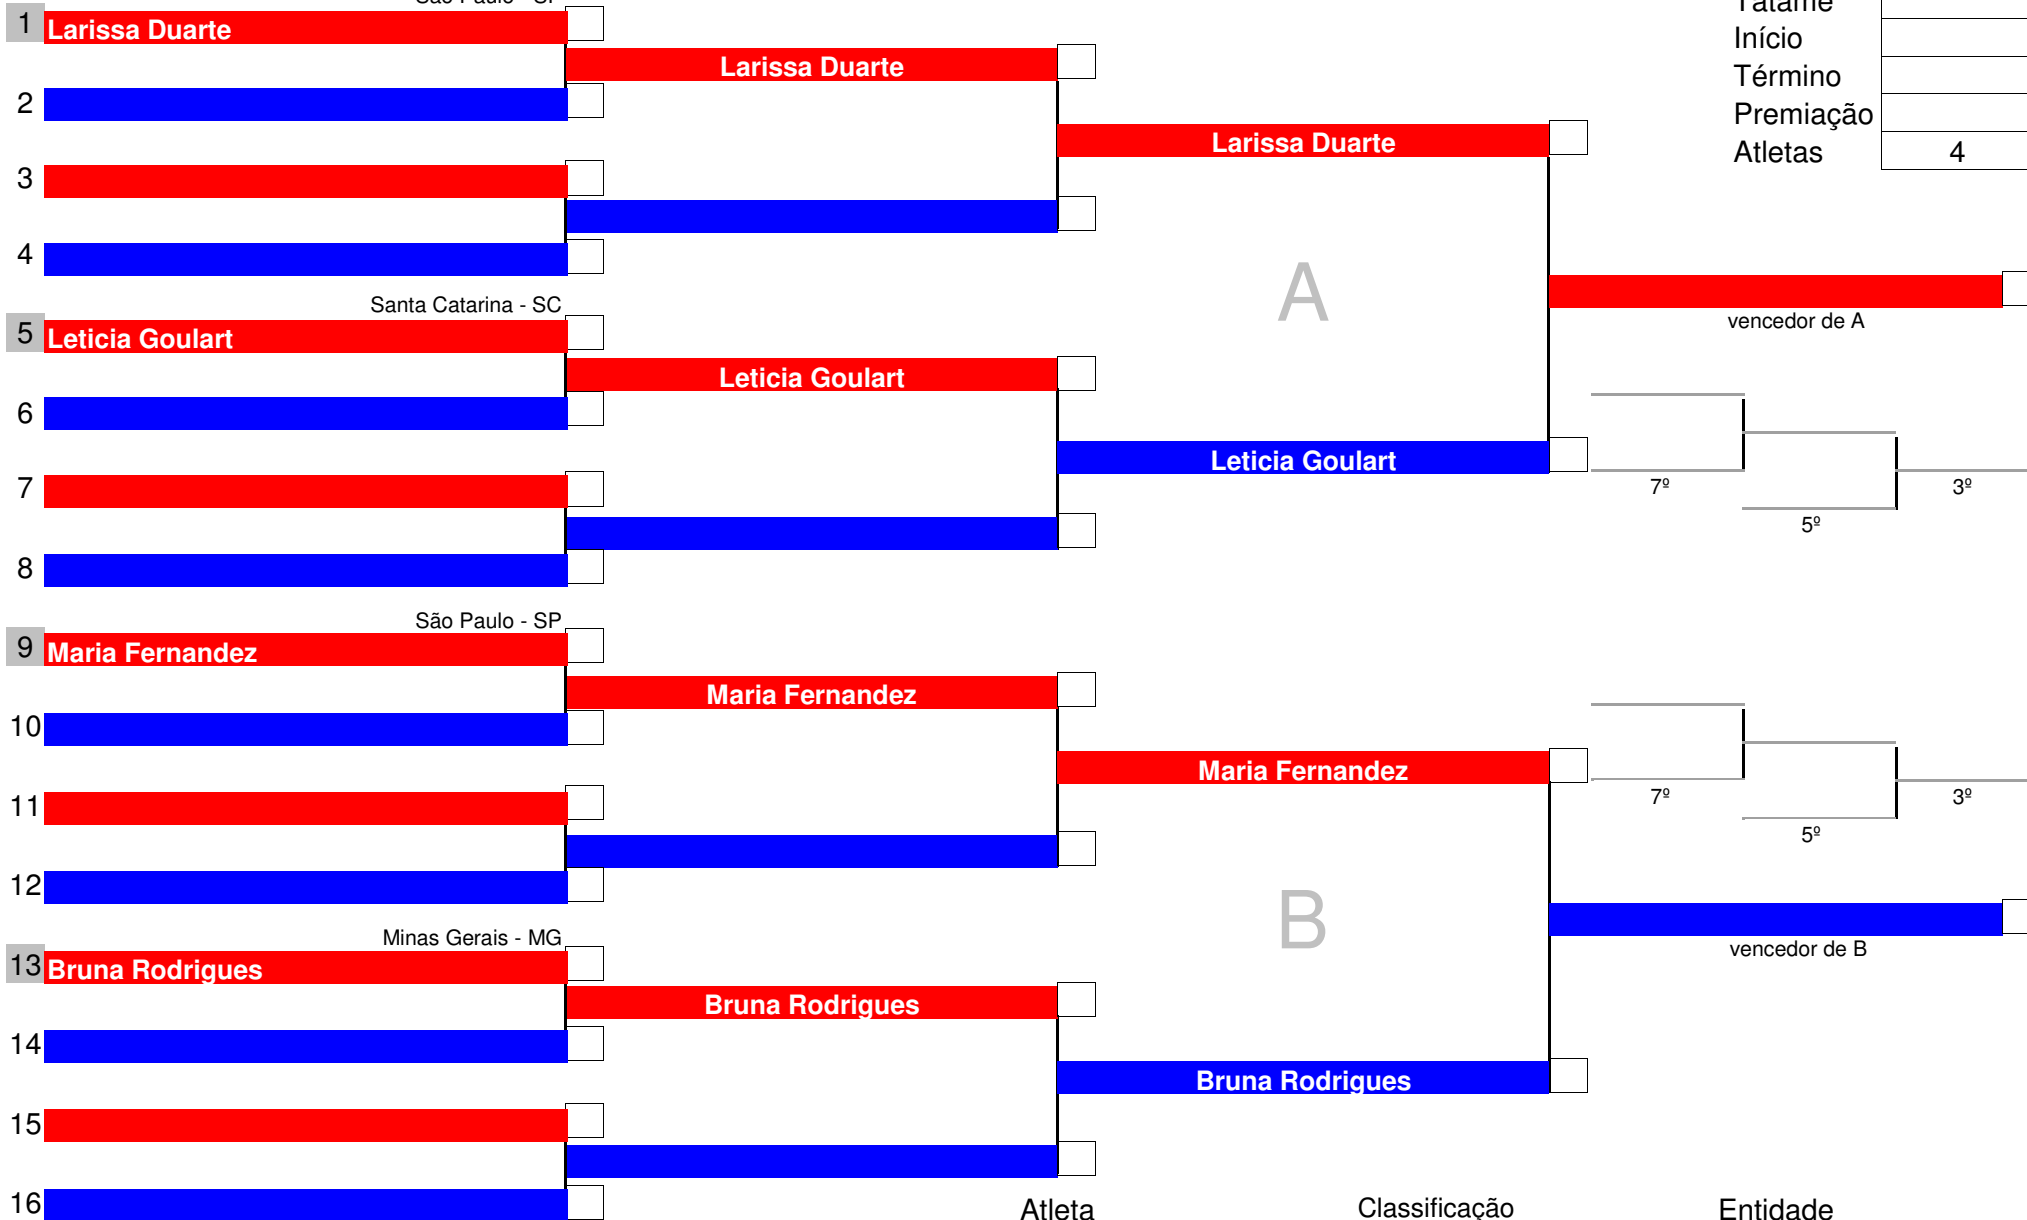 São Paulo - SP
1 Larissa Duarte
Larissa Duarte
2
Larissa Duarte
3
4
Tatame
Início
Término
Premiação
Atletas 4
A
vencedor de A
Santa Catarina - SC
5 Leticia Goulart
Leticia Goulart
6
Leticia Goulart
7
8
7º
5º
3º
São Paulo - SP
9 Maria Fernandez
Maria Fernandez
10
Maria Fernandez
11
12
7º
5º
3º
B
vencedor de B
Minas Gerais - MG
13 Bruna Rodrigues
Bruna Rodrigues
14
Bruna Rodrigues
15
16
Atleta Classificação Entidade